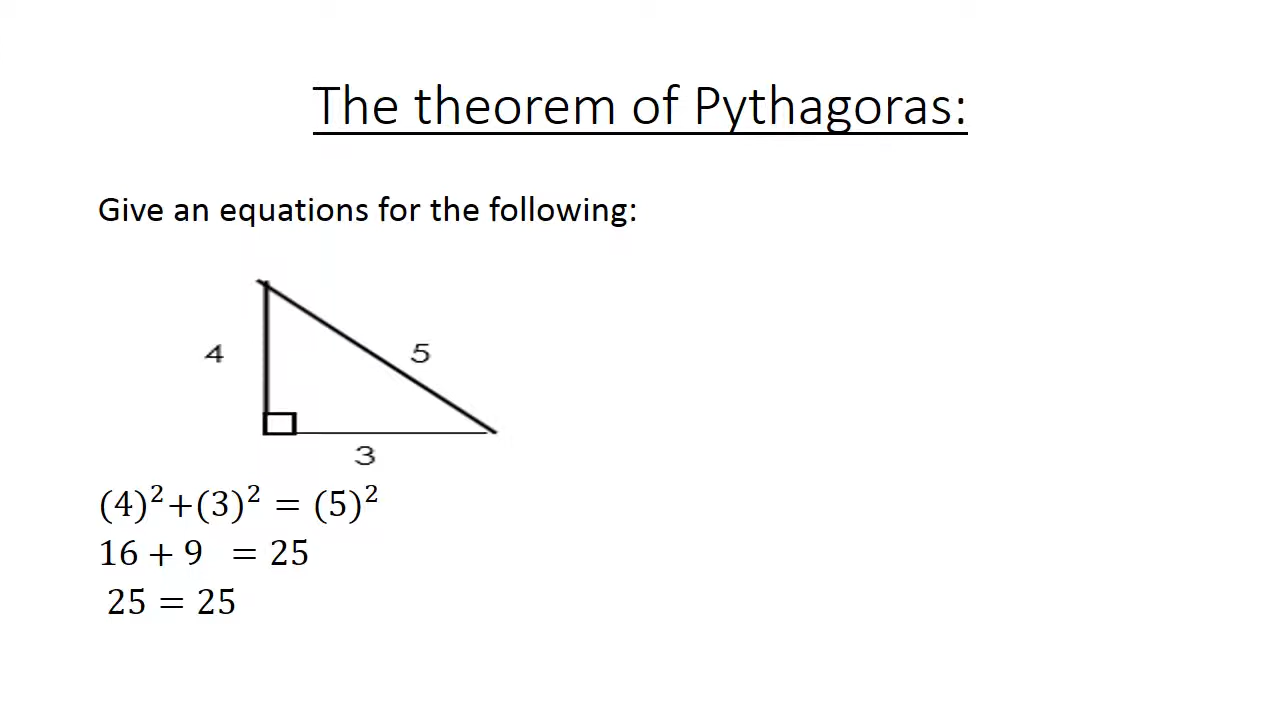 The theorem of Pythagoras:
Give an equations for the following:
4
5
3
(4)²+(3)² = (5)²
16 + 9 = 25
25 = 25